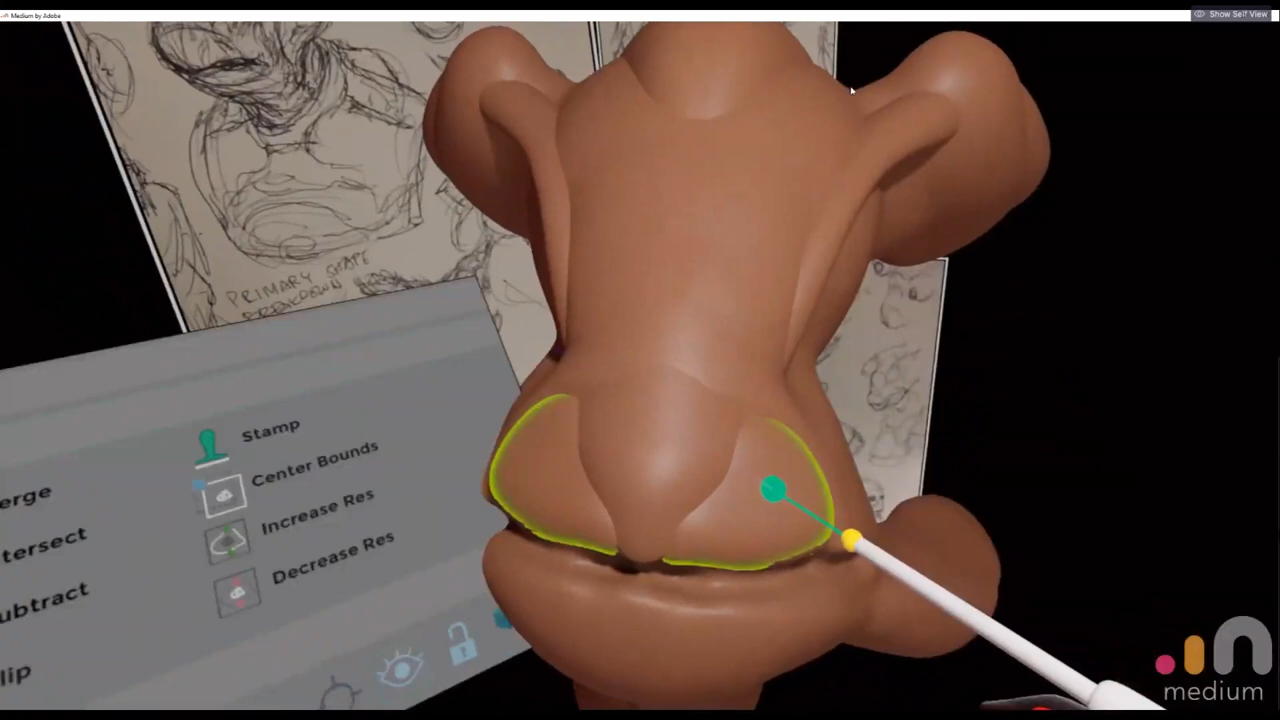 Medium by Adobe
Show Self View
PRIMARY SHAPE
BREAKDOWN
Stamp
Center Bounds
Increase Res
Decrease Res
erge
tersect
ubtract
lip
medium